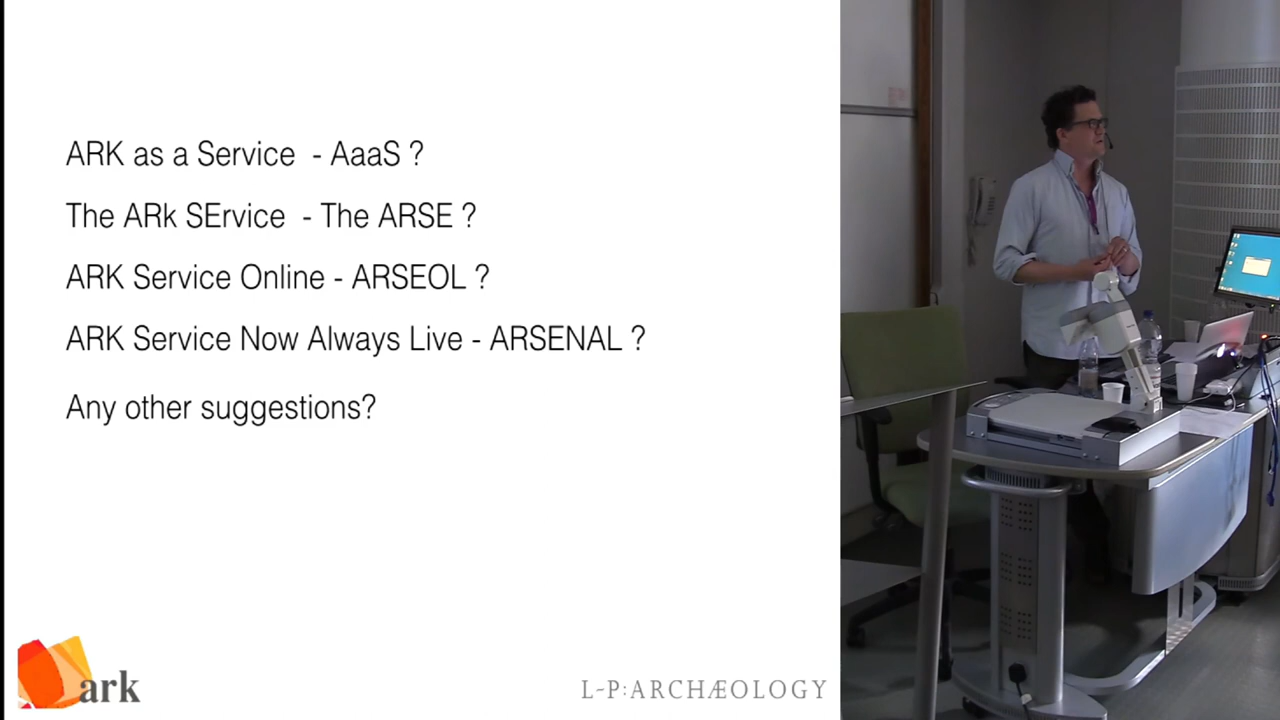 ARK as a Service - AaaS ?
The ARk SErvice - The ARSE ?
ARK Service Online - ARSEOL ?
ARK Service Now Always Live - ARSENAL ?
Any other suggestions?
ark
L-P:ARCHÆOLOGY